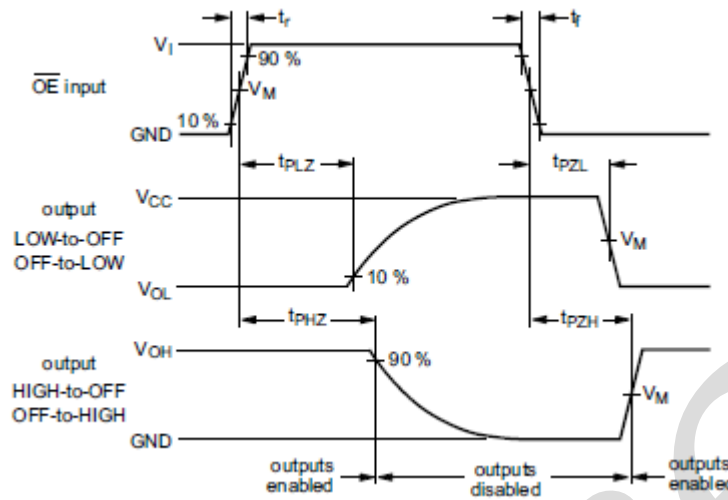 tr
tf
VI
90 %
OE input
VM
10 %
GND
tPLZ
tPZL
VCC
output
LOW-to-OFF
OFF-to-LOW
VM
10 %
VOL
tPHZ
tPZH
VOH
output
HIGH-to-OFF
OFF-to-HIGH
90 %
VM
GND
outputs
enabled
outputs
disabled
outputs
enabled